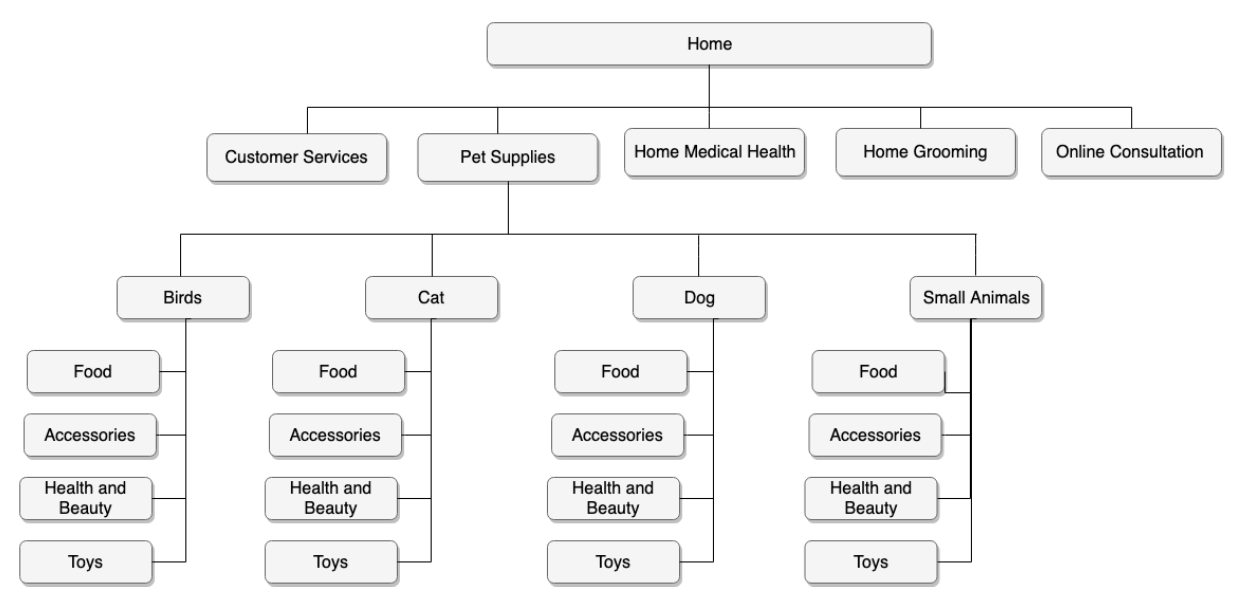 Home
Customer Services
Pet Supplies
Home Medical Health
Home Grooming
Online Consultation
Birds
Cat
Dog
Small Animals
Food
Food
Food
Food
Accessories
Accessories
Accessories
Accessories
Health and
Beauty
Health and
Beauty
Health and
Beauty
Health and
Beauty
Toys
Toys
Toys
Toys